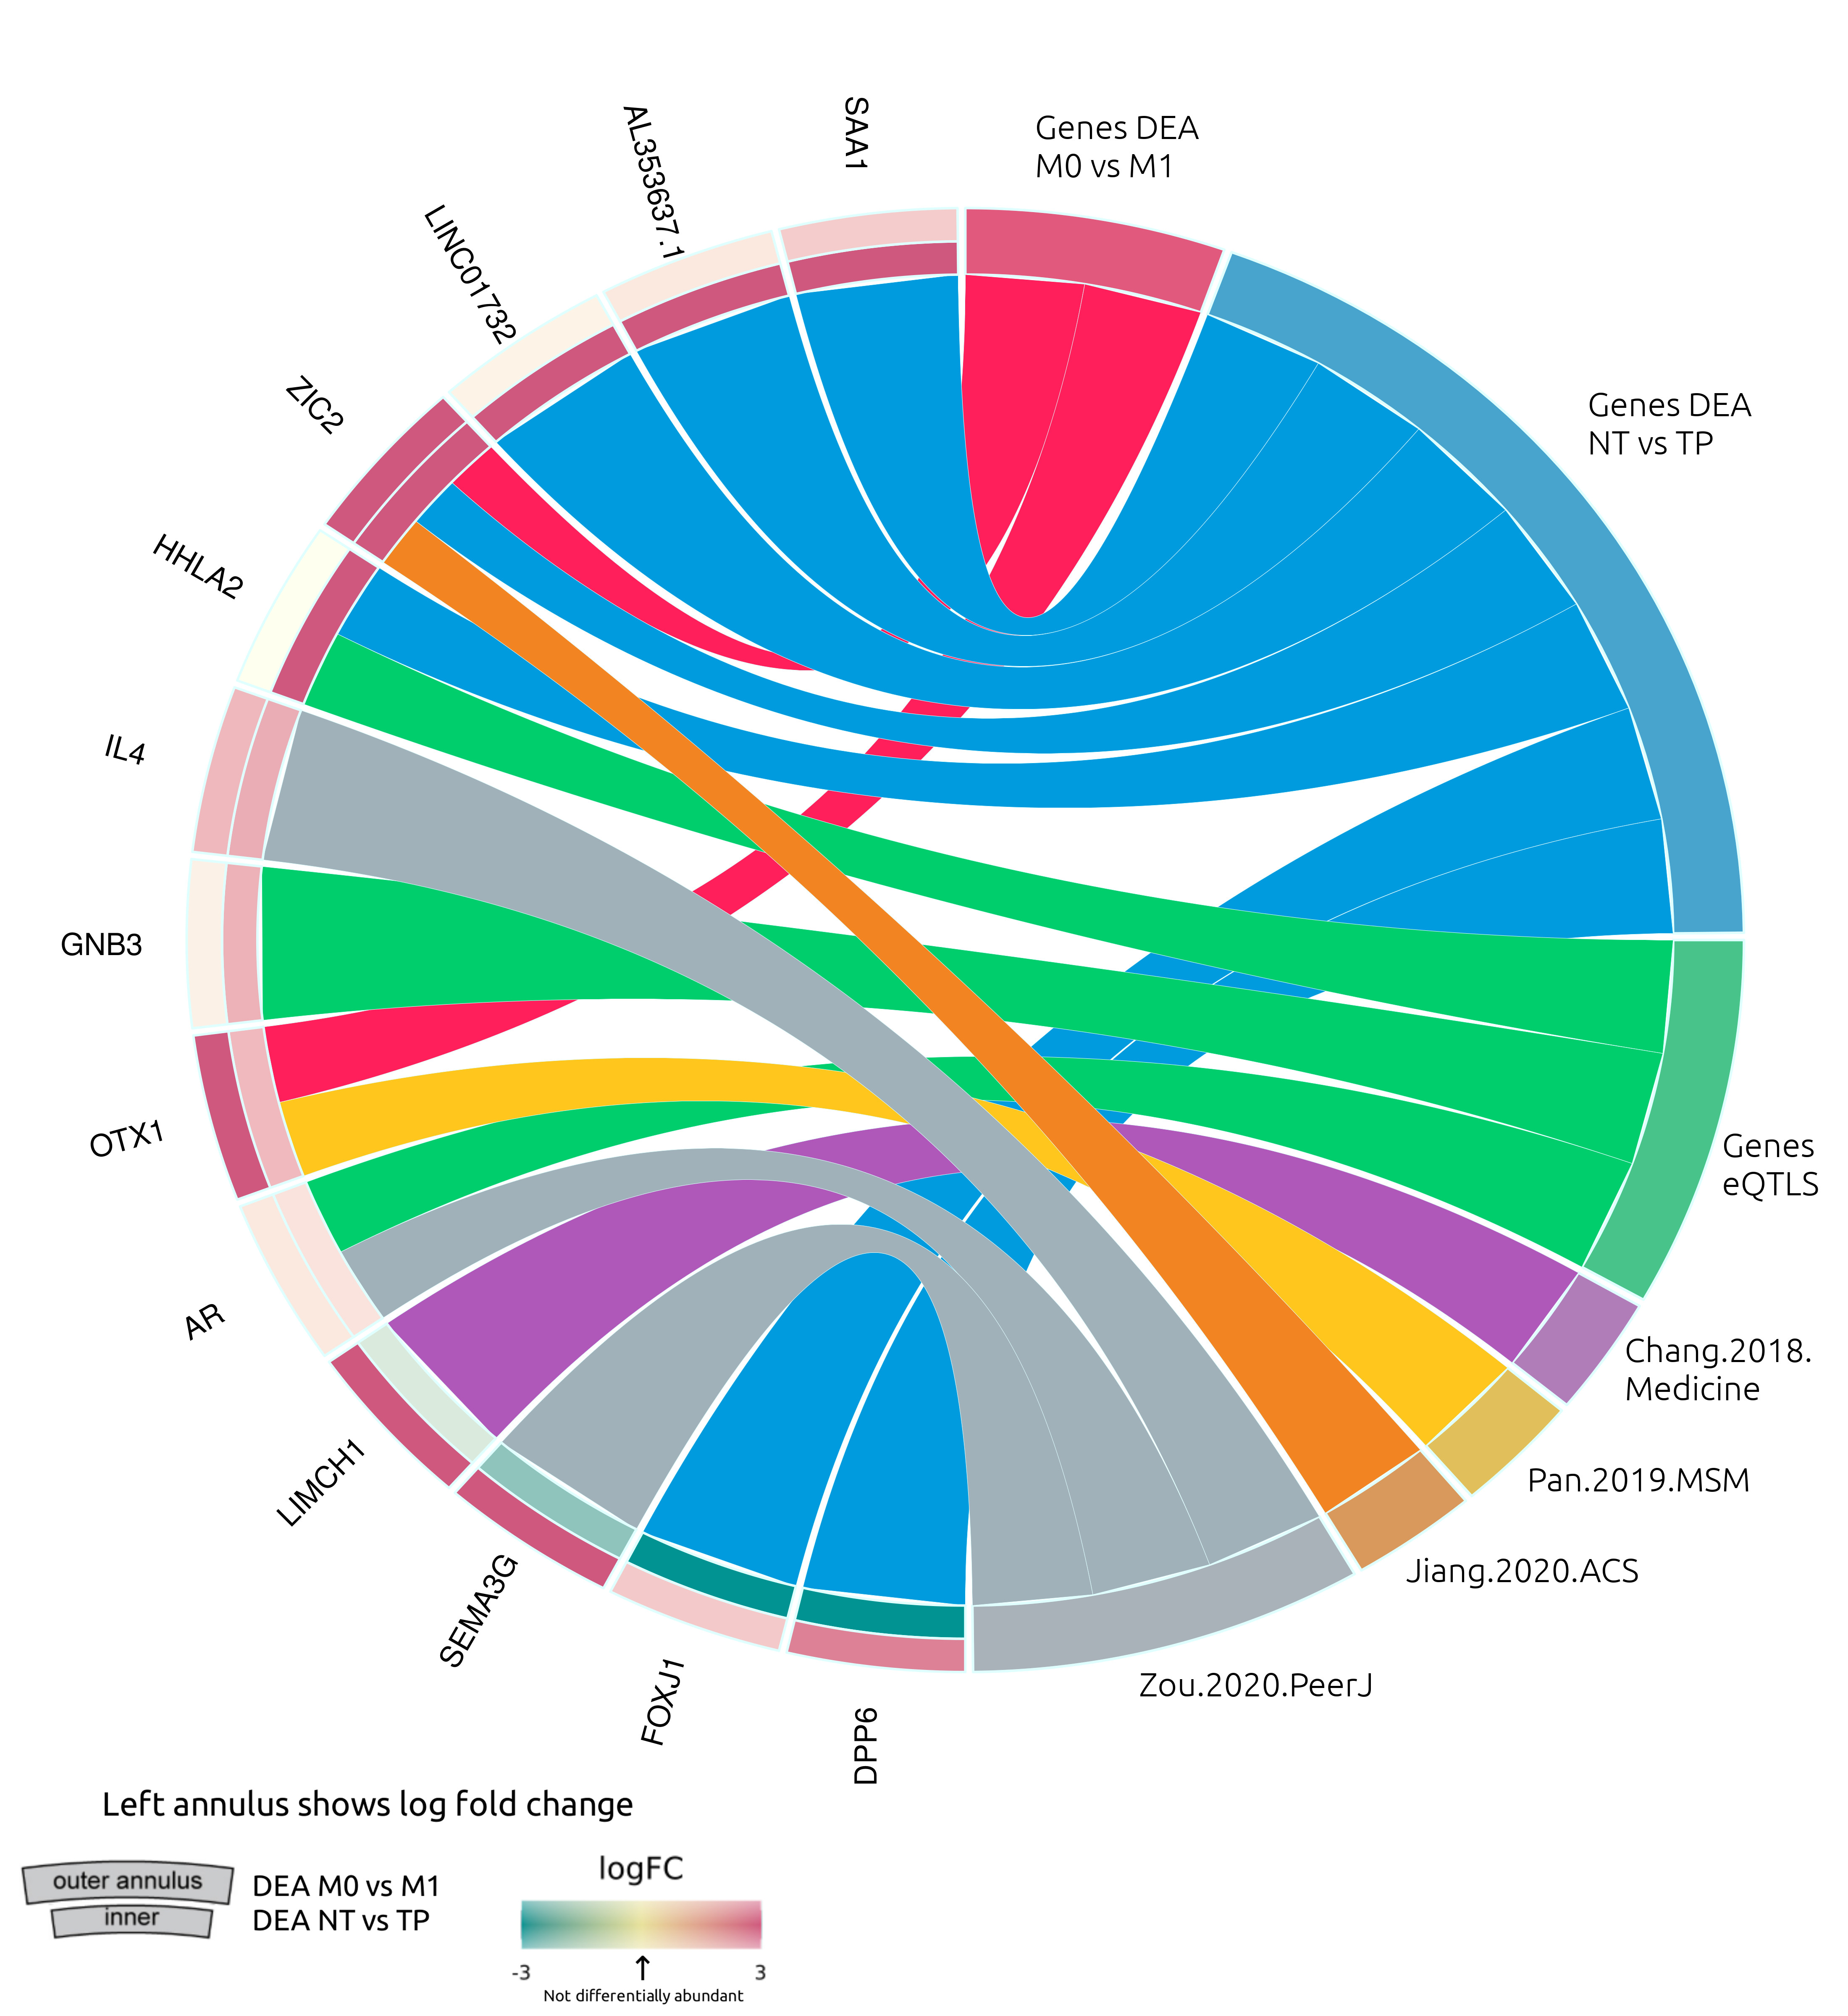 SAA1
AL353637.1
LINC01732
ZIC2
HHLA2
IL4
GNB3
OTX1
AR
LIMCH1
SEMA3G
FOXJ1
DPP6
Genes DEA
M0 vs M1
Genes DEA
NT vs TP
Genes
eQTLS
Chang.2018.
Medicine
Pan.2019.MSM
Jiang.2020.ACS
Zou.2020.PeerJ
Left annulus shows log fold change
outer annulus
inner
DEA M0 vs M1
DEA NT vs TP
logFC
-3
3
↑
Not differentially abundant